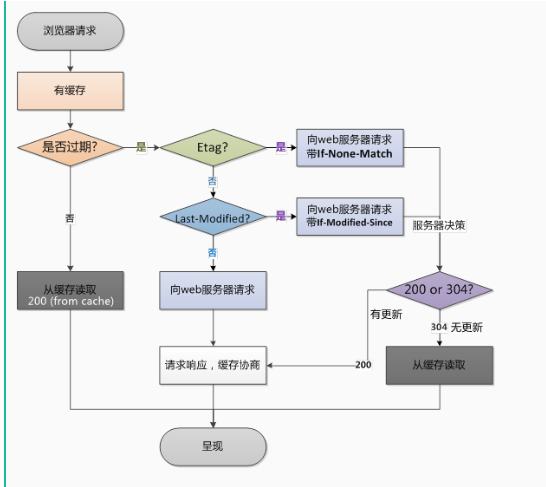 浏览器请求
有缓存
是否过期?
是
Etag?
是
向web服务器请求
带If-None-Match
否
否
Last-Modified?
是
向web服务器请求
带If-Modified-Since
服务器决策
否
从缓存读取
200 (from cache)
向web服务器请求
200 or 304?
有更新
304 无更新
请求响应，缓存协商
200
从缓存读取
呈现